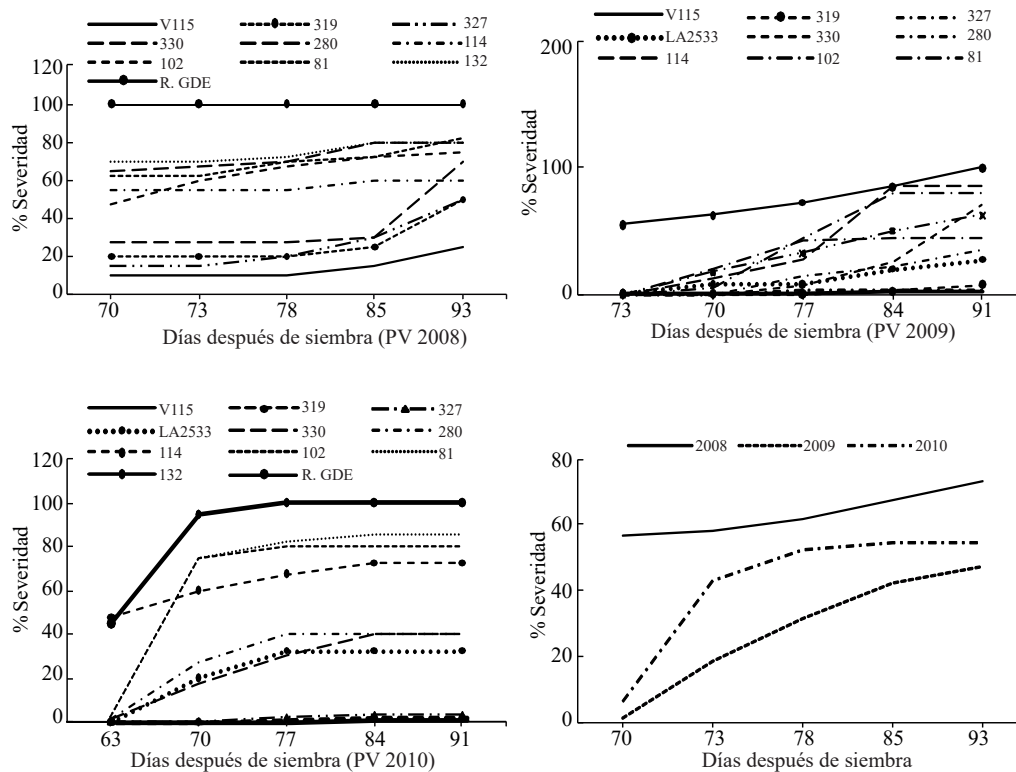 V115 319 327
330 280 114
102 81 132
R. GDE
120
100
80
60
40
20
0
% Severidad
70 73 78 85 93
Días después de siembra (PV 2008)
V115 319 327
LA2533 330 280
114 102 81
200
100
0
% Severidad
73 70 77 84 91
Días después de siembra (PV 2009)
V115 319 327
LA2533 330 280
114 102 81
132 R. GDE
120
100
80
60
40
20
0
% Severidad
63 70 77 84 91
Días después de siembra (PV 2010)
2008 2009 2010
80
60
40
20
0
% Severidad
70 73 78 85 93
Días después de siembra